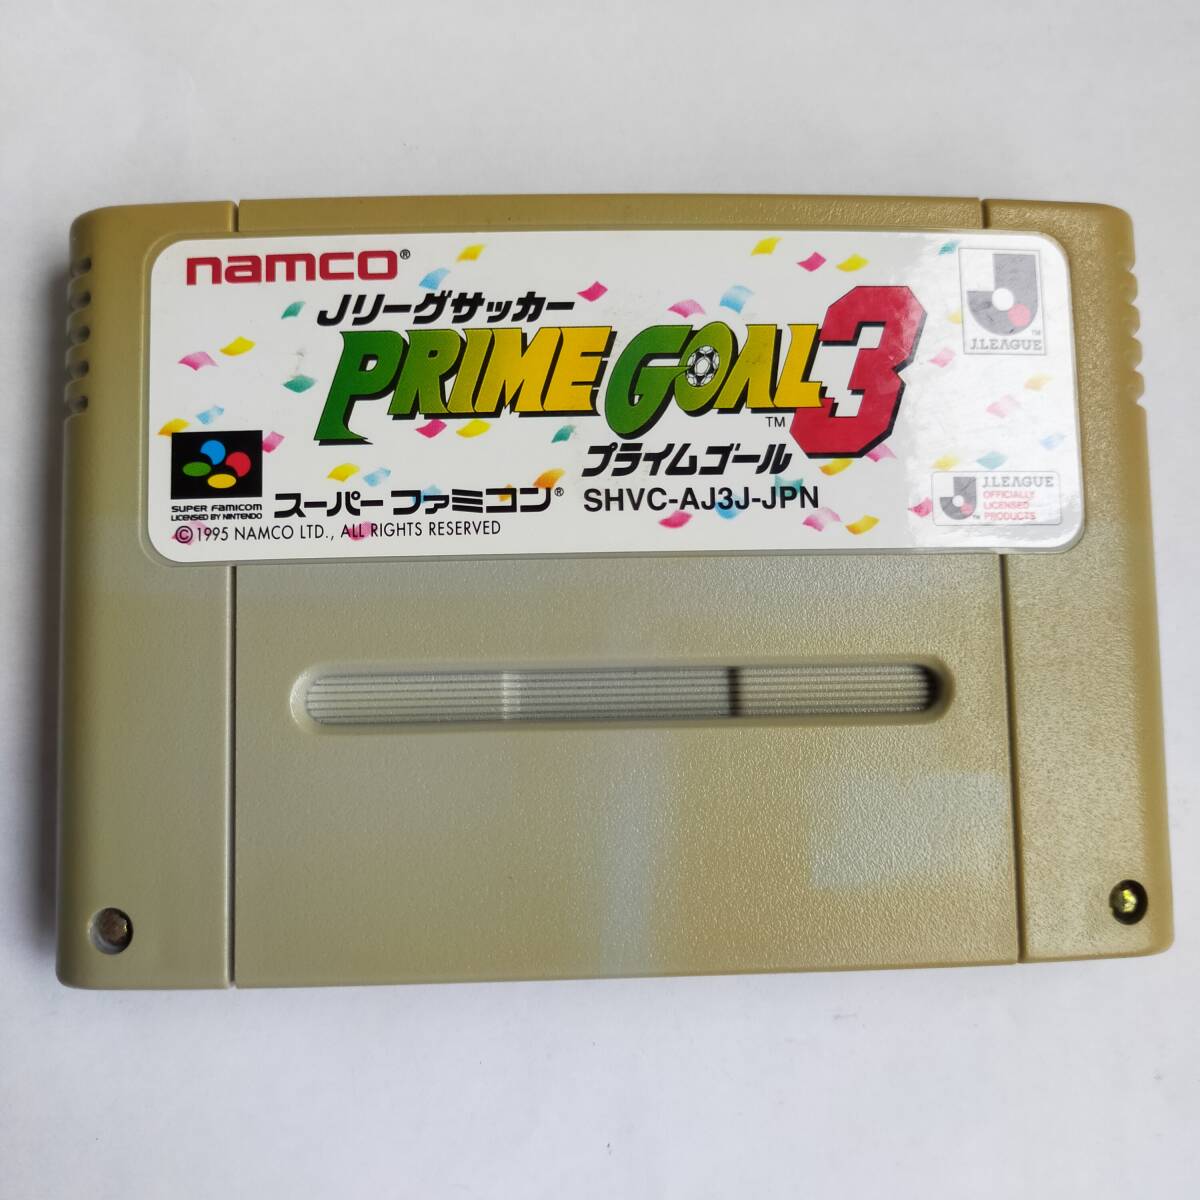 namco®
Jリーグサッカー
PRIME GOAL 3
™
プライムゴール
™
J.LEAGUE
SUPER FAMICOM
LICENSED BY NINTENDO
スーパーファミコン®
SHVC-AJ3J-JPN
J.LEAGUE
OFFICIALLY
LICENSED
PRODUCTS
™
©1995 NAMCO LTD., ALL RIGHTS RESERVED